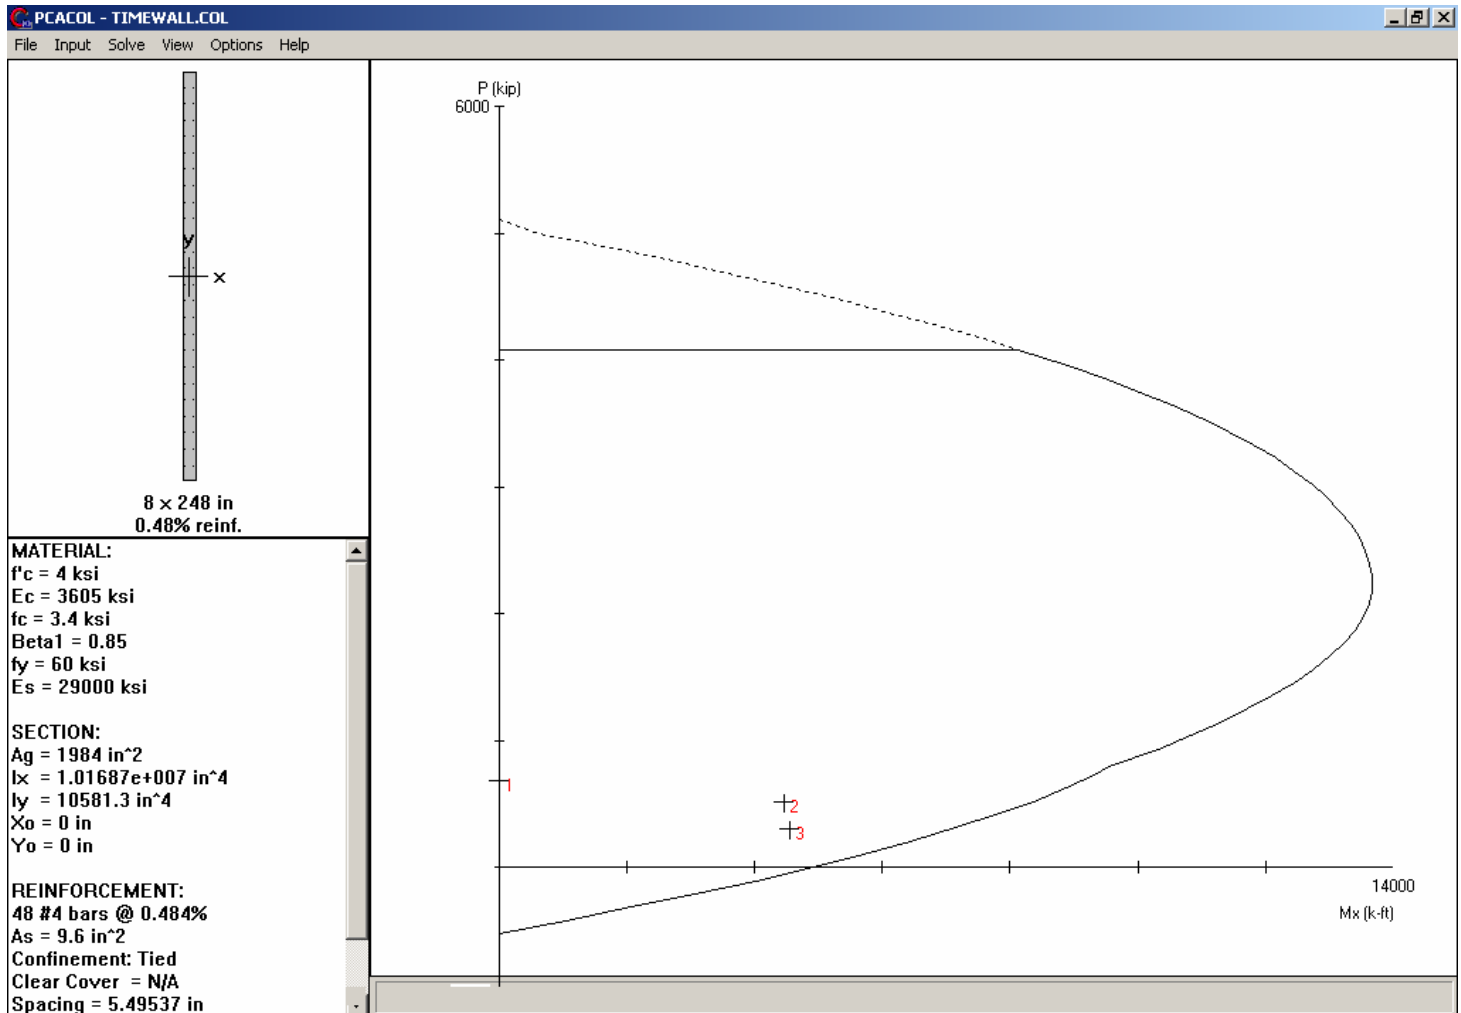 PCACOL - TIMEWALL.COL
File Input Solve View Options Help
y
x
8 x 248 in
0.48% reinf.
MATERIAL:
f'c = 4 ksi
Ec = 3605 ksi
fc = 3.4 ksi
Beta1 = 0.85
fy = 60 ksi
Es = 29000 ksi
SECTION:
Ag = 1984 in^2
Ix = 1.01687e+007 in^4
Iy = 10581.3 in^4
Xo = 0 in
Yo = 0 in
REINFORCEMENT:
48 #4 bars @ 0.484%
As = 9.6 in^2
Confinement: Tied
Clear Cover = N/A
Spacing = 5.49537 in
P (kip)
6000
1
2
3
14000
Mx (k-ft)